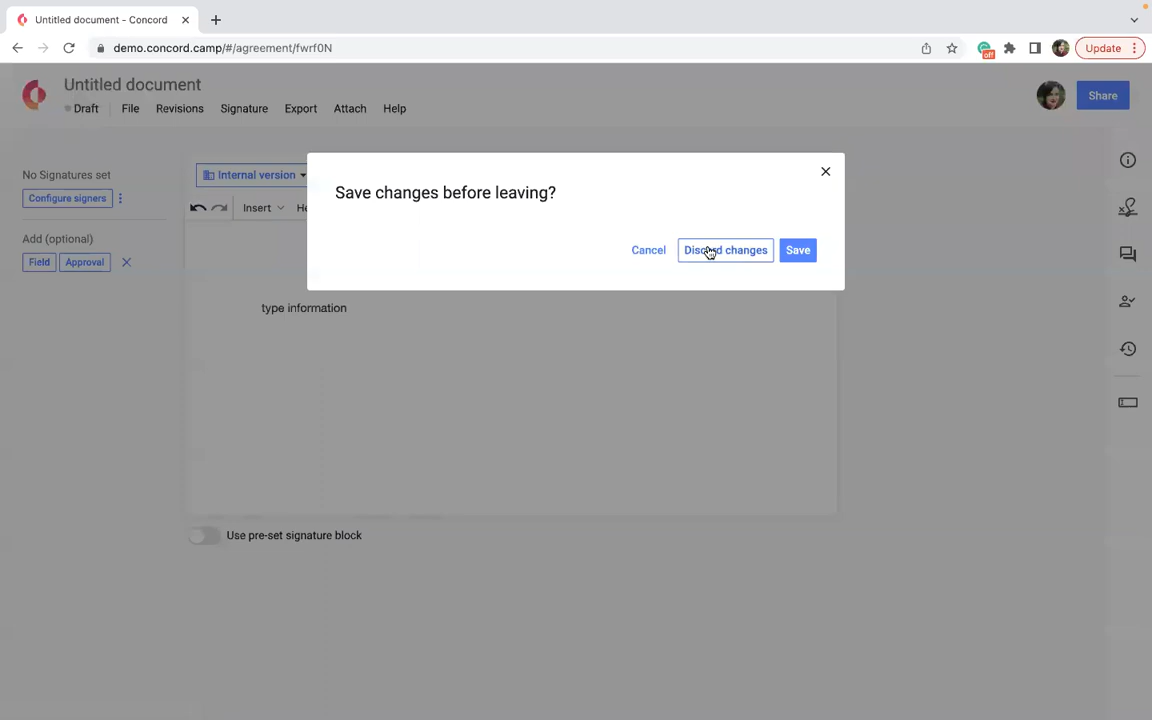 Untitled document - Concord
demo.concord.camp/#/agreement/fwrf0N
off
Update
Untitled document
Draft
File
Revisions
Signature
Export
Attach
Help
Share
No Signatures set
Configure signers
Add (optional)
Field
Approval
Internal version
Insert
He
Save changes before leaving?
Cancel
Discard changes
Save
type information
Use pre-set signature block